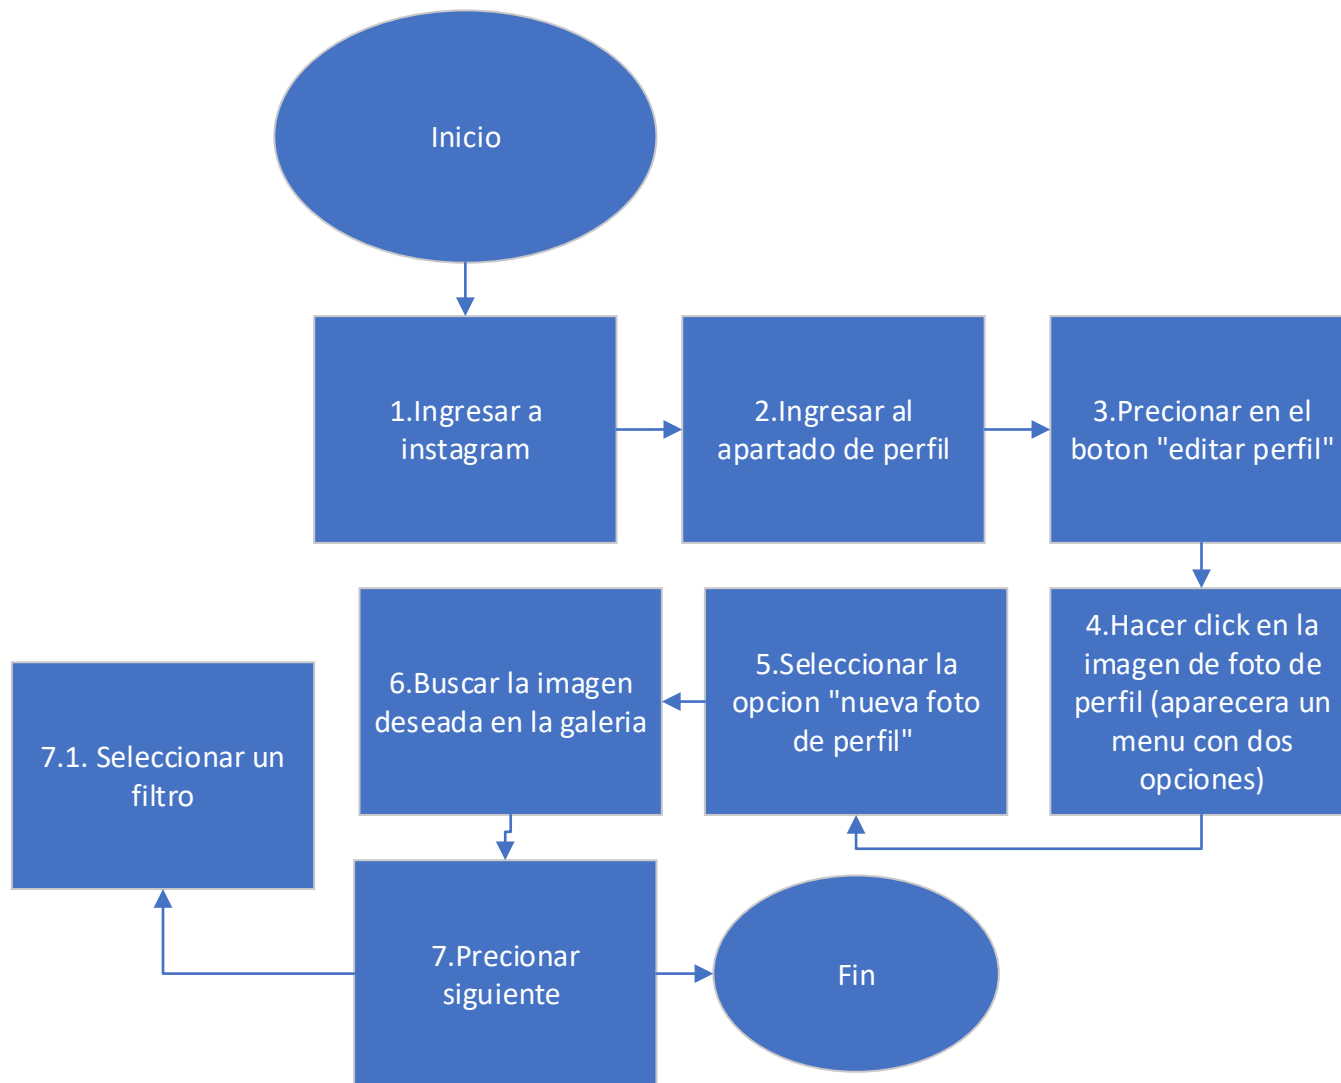 Inicio
1.Ingresar a
instagram
2.Ingresar al
apartado de perfil
3.Precionar en el
boton "editar perfil"
4.Hacer click en la
imagen de foto de
perfil (aparecera un
menu con dos
opciones)
5.Seleccionar la
opcion "nueva foto
de perfil"
6.Buscar la imagen
deseada en la galeria
7.Precionar
siguiente
7.1. Seleccionar un
filtro
Fin